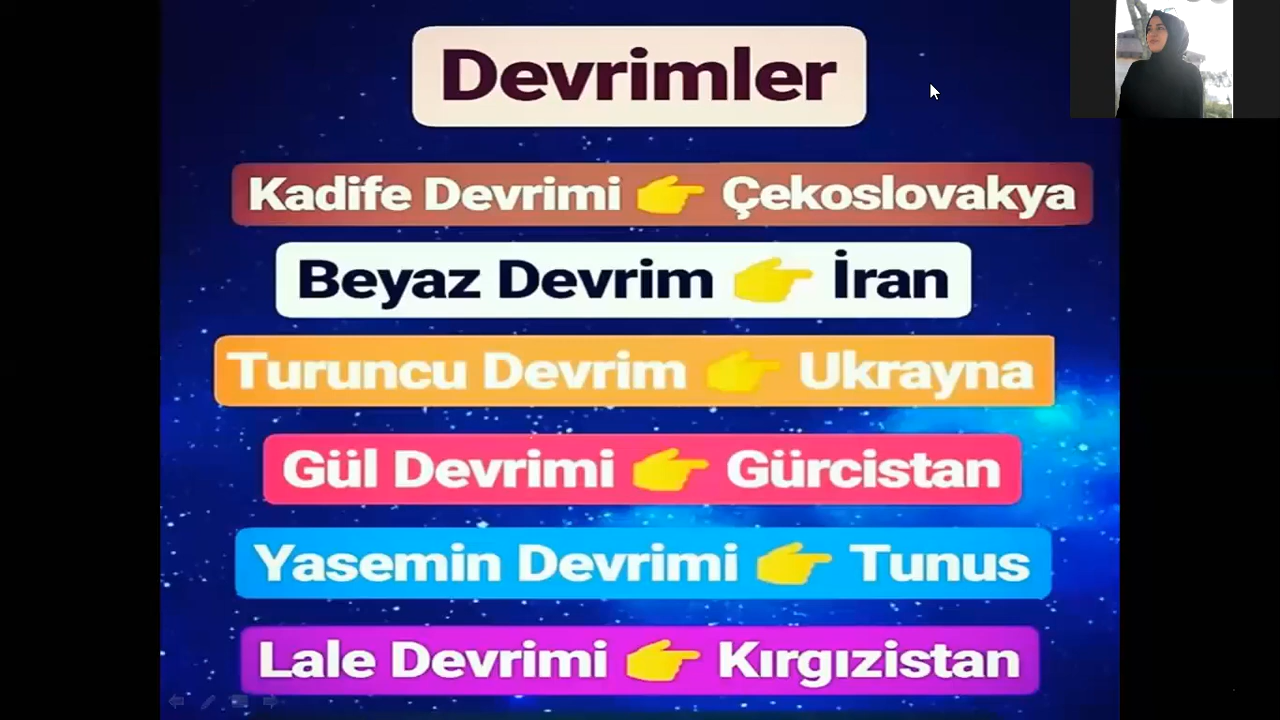 Devrimler
Kadife Devrimi 👉 Çekoslovakya
Beyaz Devrim 👉 İran
Turuncu Devrim 👉 Ukrayna
Gül Devrimi 👉 Gürcistan
Yasemin Devrimi 👉 Tunus
Lale Devrimi 👉 Kırgızistan